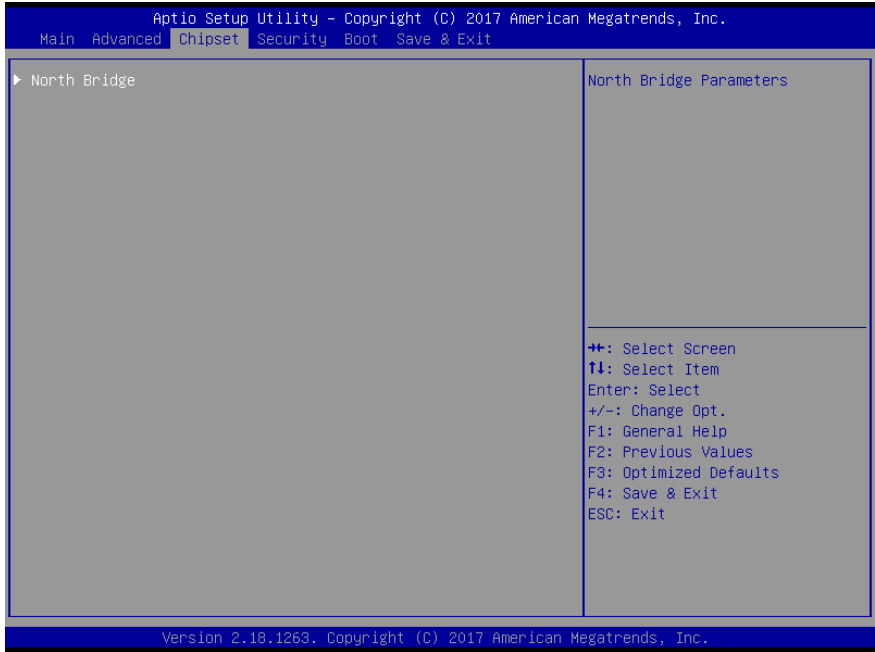 Aptio Setup Utility – Copyright (C) 2017 American Megatrends, Inc.
Main Advanced Chipset Security Boot Save & Exit
▶ North Bridge
North Bridge Parameters
→←: Select Screen
↑↓: Select Item
Enter: Select
+/-: Change Opt.
F1: General Help
F2: Previous Values
F3: Optimized Defaults
F4: Save & Exit
ESC: Exit
Version 2.18.1263. Copyright (C) 2017 American Megatrends, Inc.